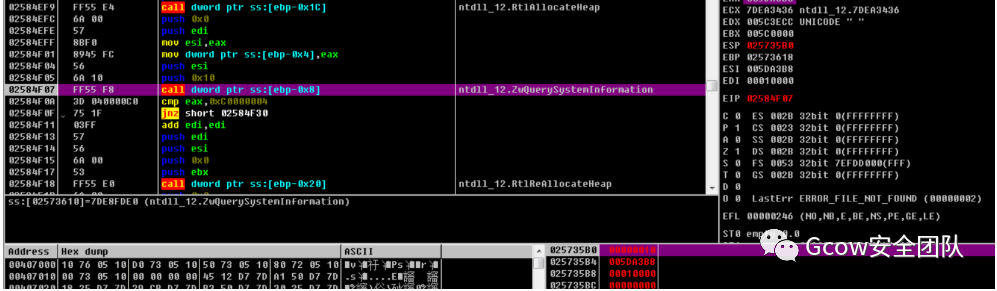 02584EF9 FF55 E4 call dword ptr ss:[ebp-0x1C] ntdll_12.RtlAllocateHeap
02584EFC 6A 00 push 0x0
02584EFE 57 push edi
02584EFF 8BF0 mov esi,eax
02584F01 8945 FC mov dword ptr ss:[ebp-0x4],eax
02584F04 56 push esi
02584F05 6A 10 push 0x10
02584F07 FF55 F8 call dword ptr ss:[ebp-0x8] ntdll_12.ZwQuerySystemInformation
02584F0A 3D 040000C0 cmp eax,0xC0000004
02584F0F 75 1F jnz short 02584F30
02584F11 03FF add edi,edi
02584F13 57 push edi
02584F14 56 push esi
02584F15 6A 00 push 0x0
02584F17 53 push ebx
02584F18 FF55 E0 call dword ptr ss:[ebp-0x20] ntdll_12.RtlReAllocateHeap
ss:[02573610]=7DE8FDE0 (ntdll_12.ZwQuerySystemInformation)
ECX 7DEA3436 ntdll_12.7DEA3436
EDX 005C3ECC UNICODE " "
EBX 005C0000
ESP 025735B0
EBP 02573618
ESI 005DA3B8
EDI 00010000
EIP 02584F07
C 0 ES 002B 32bit 0(FFFFFFFF)
P 1 CS 0023 32bit 0(FFFFFFFF)
A 0 SS 002B 32bit 0(FFFFFFFF)
Z 1 DS 002B 32bit 0(FFFFFFFF)
S 0 FS 0053 32bit 7EFDD000(FFF)
T 0 GS 002B 32bit 0(FFFFFFFF)
D 0
O 0 LastErr ERROR_FILE_NOT_FOUND (00000002)
EFL 00000246 (NO,NB,E,BE,NS,PE,GE,LE)
ST0 0.0
Address Hex dump ASCII
00407000 10 76 05 10 D0 73 05 10 50 73 05 10 80 72 05 10
00407010 00 73 05 10 00 00 00 00 45 12 D7 7D A1 50 D7 7D
025735B0 00000010
025735B4 005DA3B8
025735B8 00010000
025735BC 00000000
Gcow安全团队